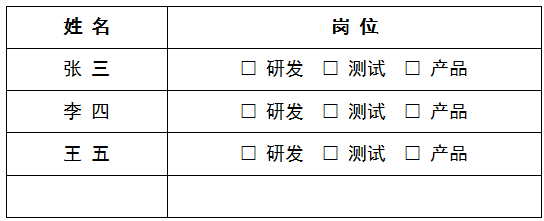 姓 名 岗 位
张 三 □ 研发 □ 测试 □ 产品
李 四 □ 研发 □ 测试 □ 产品
王 五 □ 研发 □ 测试 □ 产品